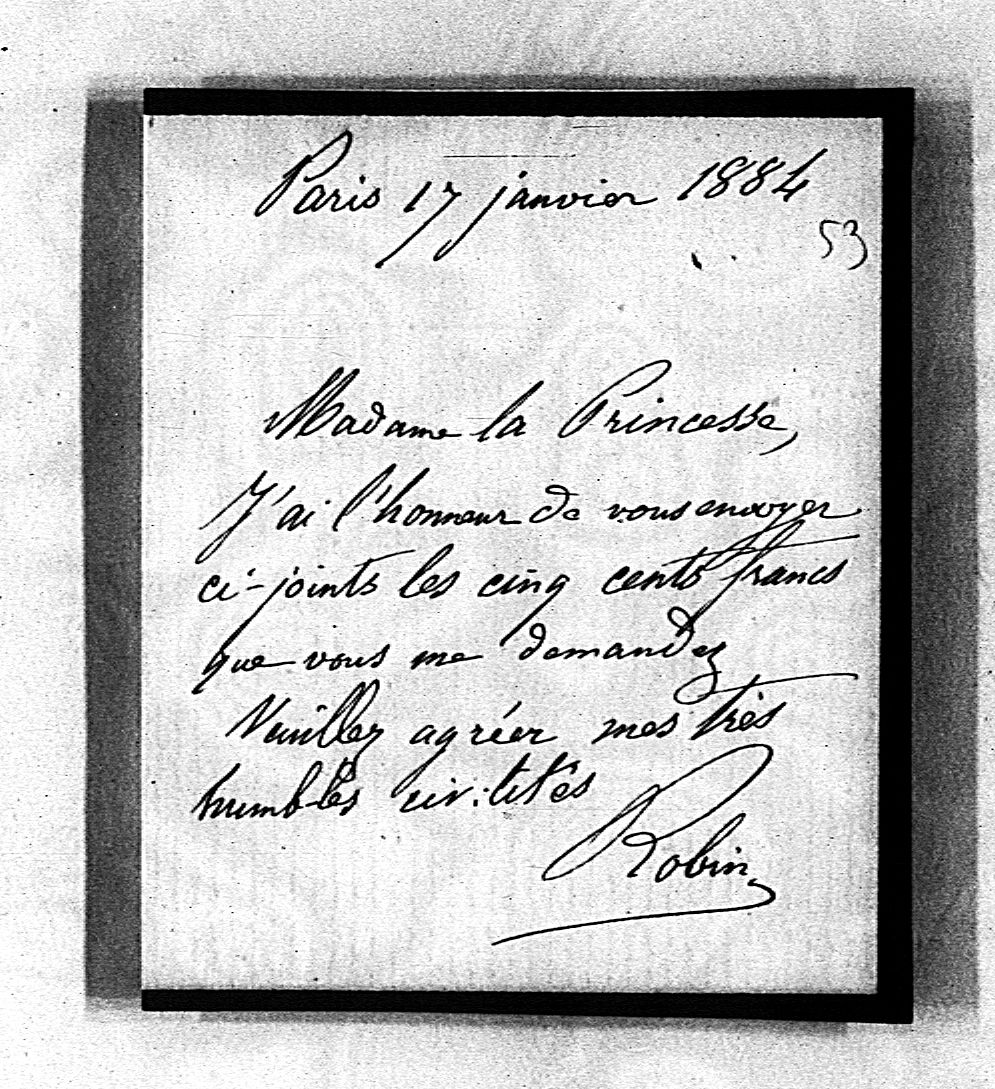 Paris 17 janvier 1884
53
Madame la Princesse,
J'ai l'honneur de vous envoyer
ci-joints les cinq cents francs
que vous me demandez
Veuillez agréer mes très
humbles civilités
Robin